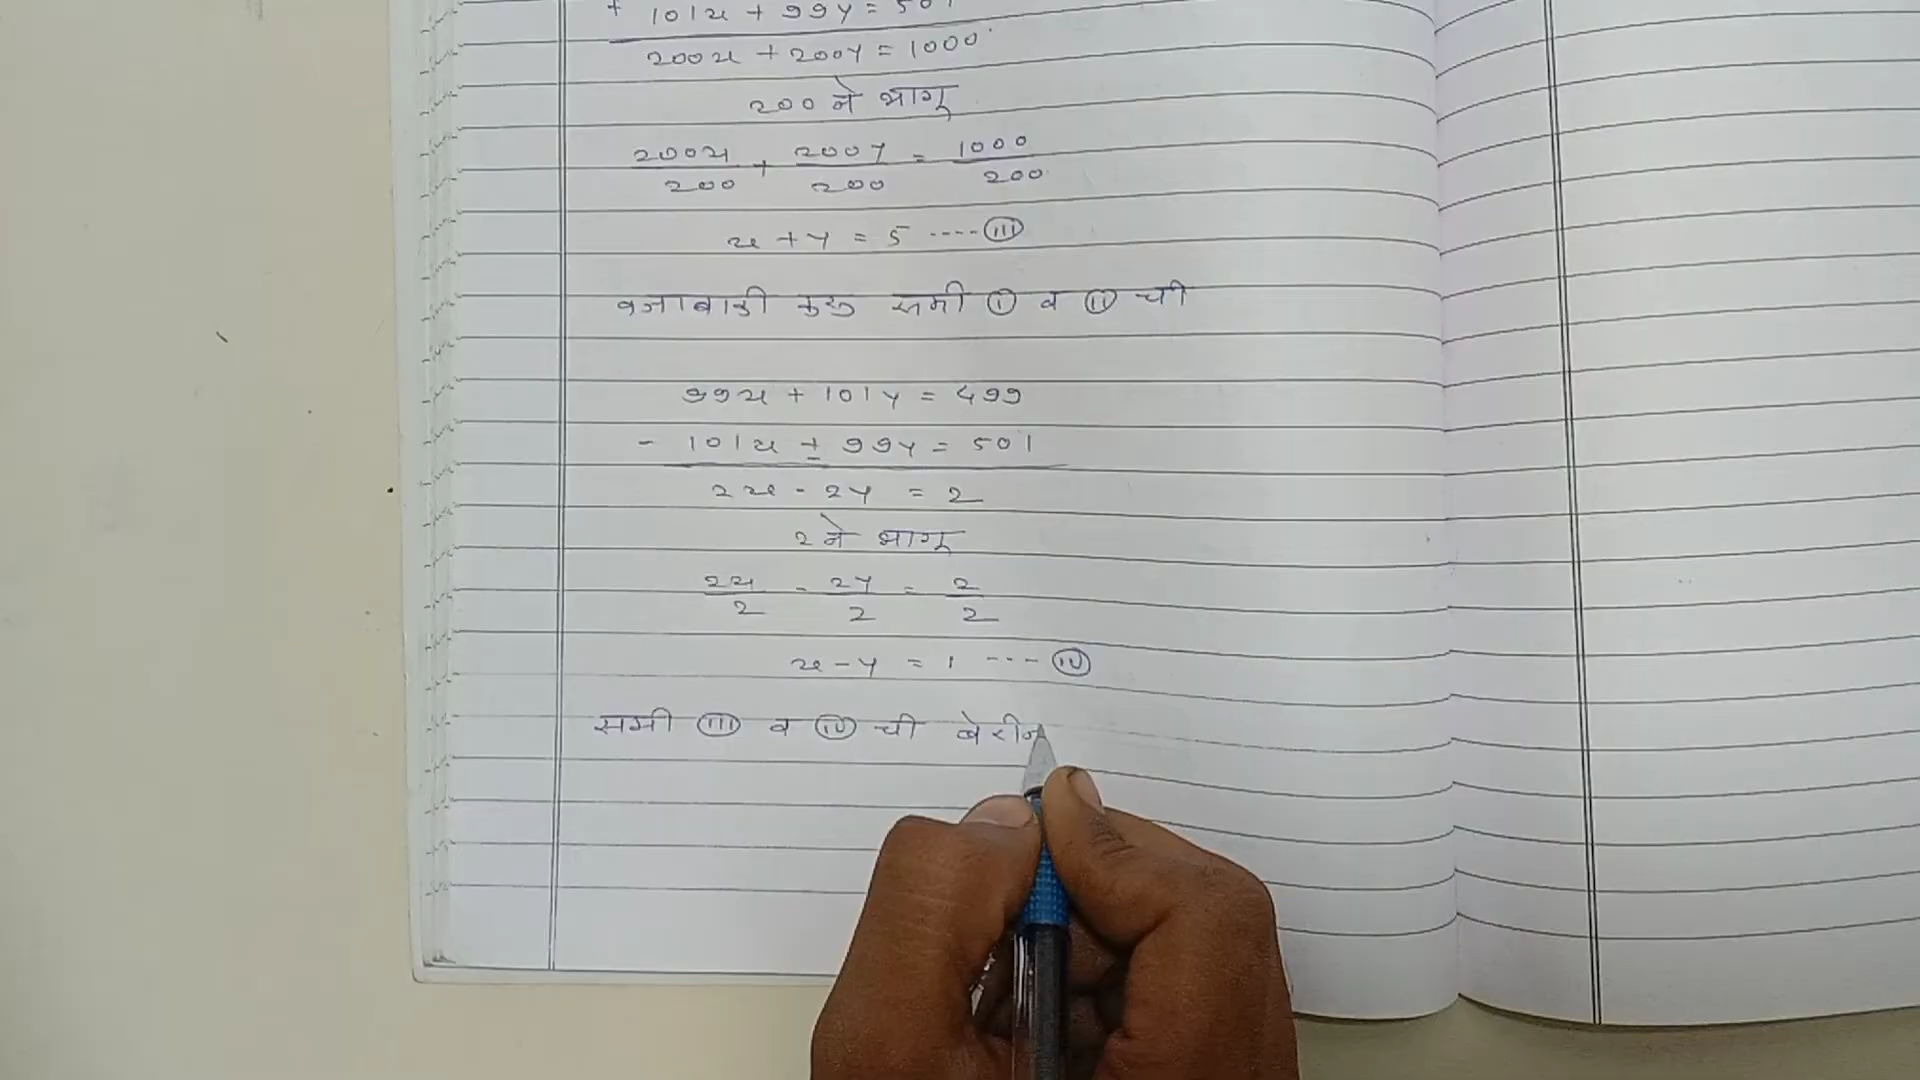 + 101x + 99y = 501
200x + 200y = 1000
200 ने भागू
200x/200 + 200y/200 = 1000/200
x + y = 5 ---- (III)
वजाबाकी करू समी (I) व (II) ची
99x + 101y = 499
- 101x ± 99y = 501
2x - 2y = 2
2 ने भागू
2x/2 - 2y/2 = 2/2
x - y = 1 --- (IV)
समी (III) व (IV) ची बेरीज